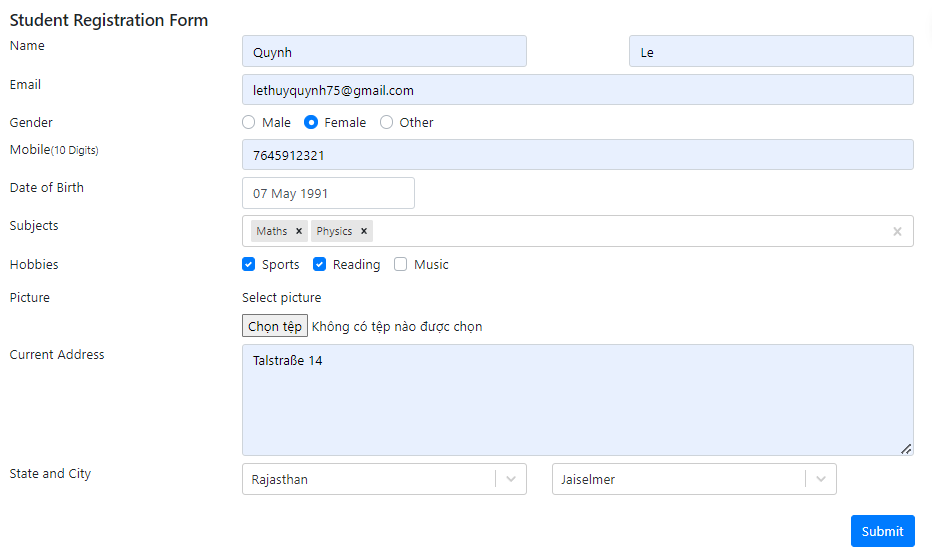 Student Registration Form
Name Quynh Le
Email lethuyquynh75@gmail.com
Gender Male Female Other
Mobile(10 Digits) 7645912321
Date of Birth 07 May 1991
Subjects Maths × Physics × ×
Hobbies Sports Reading Music
Picture Select picture
Chọn tệp Không có tệp nào được chọn
Current Address Talstraße 14
State and City Rajasthan Jaiselmer
Submit